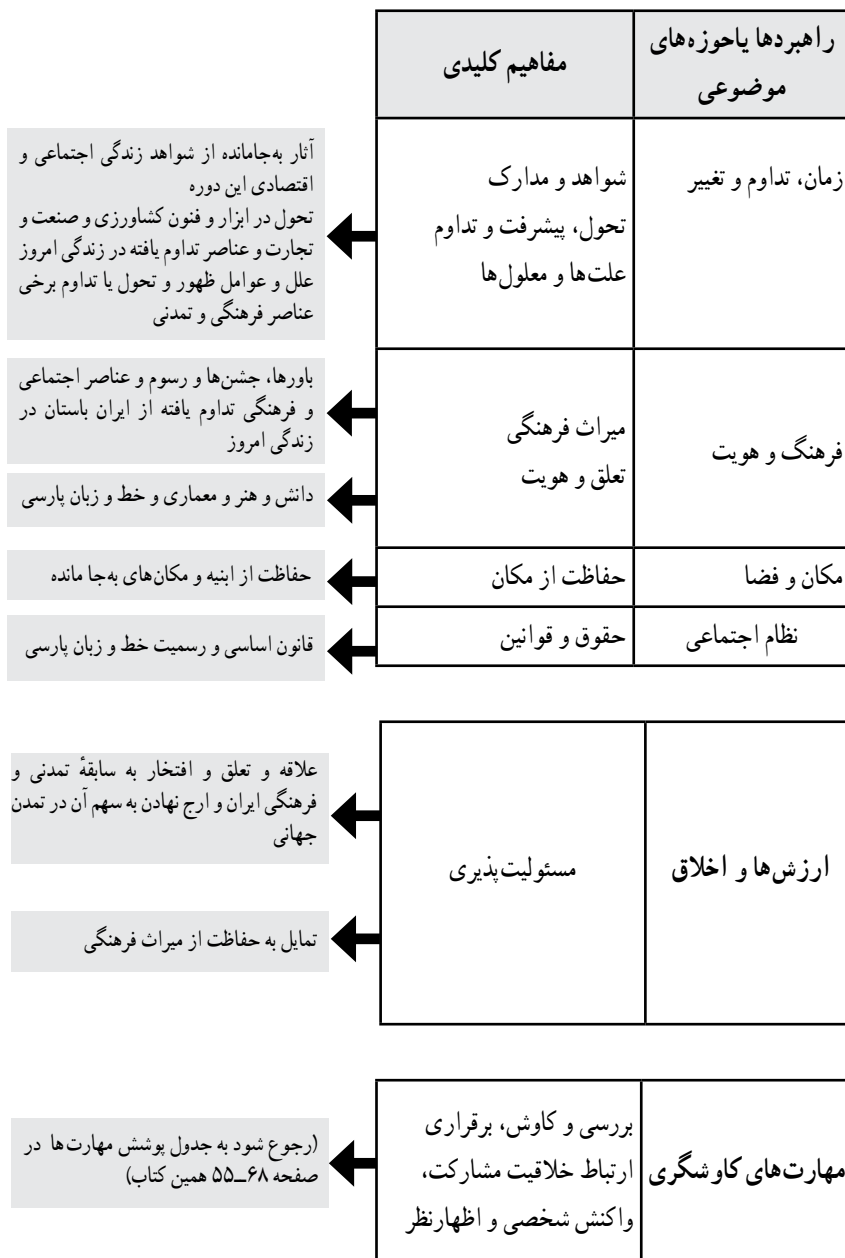 راهبردها یاحوزه‌های
موضوعی
مفاهیم کلیدی
زمان، تداوم و تغییر
شواهد و مدارک
تحول، پیشرفت و تداوم
علت‌ها و معلول‌ها
آثار به‌جامانده از شواهد زندگی اجتماعی و
اقتصادی این دوره
تحول در ابزار و فنون کشاورزی و صنعت و
تجارت و عناصر تداوم یافته در زندگی امروز
علل و عوامل ظهور و تحول یا تداوم برخی
عناصر فرهنگی و تمدنی
فرهنگ و هویت
میراث فرهنگی
تعلق و هویت
باورها، جشن‌ها و رسوم و عناصر اجتماعی
و فرهنگی تداوم یافته از ایران باستان در
زندگی امروز
دانش و هنر و معماری و خط و زبان پارسی
مکان و فضا
حفاظت از مکان
حفاظت از ابنیه و مکان‌های به‌جا مانده
نظام اجتماعی
حقوق و قوانین
قانون اساسی و رسمیت خط و زبان پارسی
ارزش‌ها و اخلاق
مسئولیت‌پذیری
علاقه و تعلق و افتخار به سابقهٔ تمدنی و
فرهنگی ایران و ارج نهادن به سهم آن در تمدن
جهانی
تمایل به حفاظت از میراث فرهنگی
مهارت‌های کاوشگری
بررسی و کاوش، برقراری
ارتباط خلاقیت مشارکت،
واکنش شخصی و اظهارنظر
(رجوع شود به جدول پوشش مهارت‌ها در
صفحه ۶۸ــ۵۵ همین کتاب)